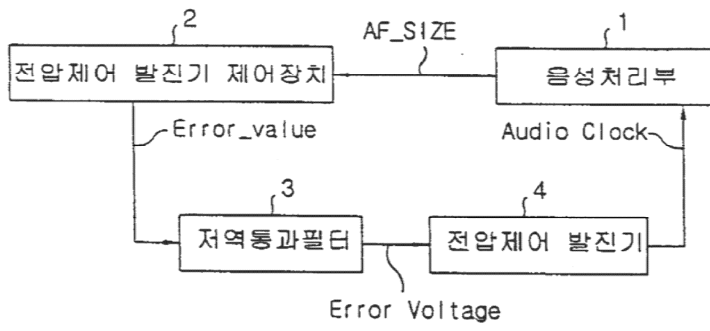 2
AF_SIZE
1
전압제어 발진기 제어장치
음성처리부
Error_value
Audio Clock
3
4
저역통과필터
전압제어 발진기
Error Voltage